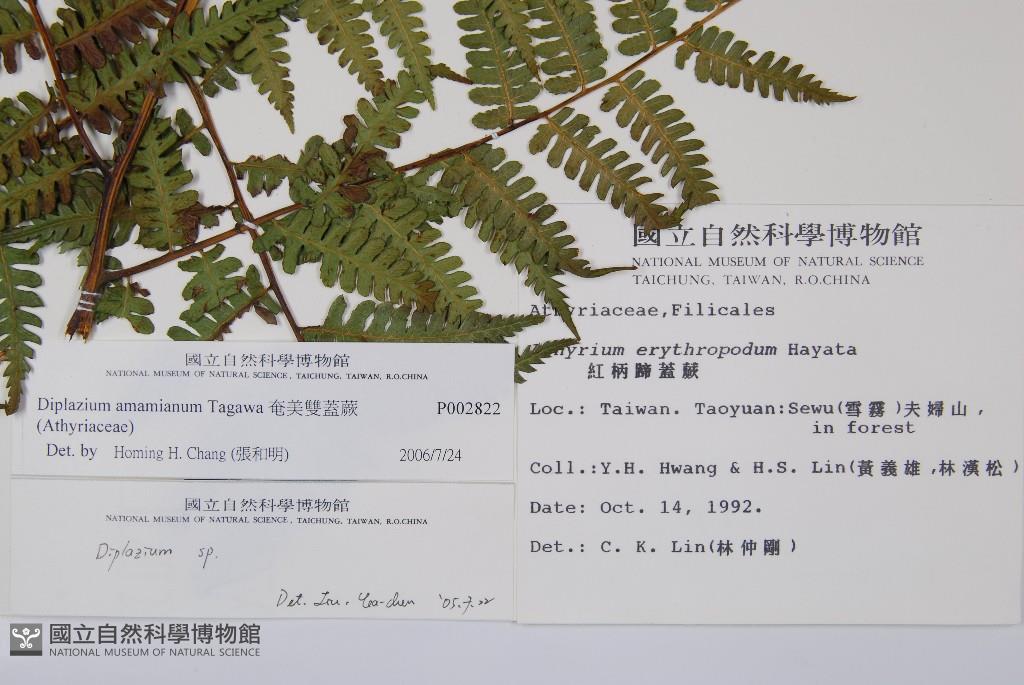 國立自然科學博物館
NATIONAL MUSEUM OF NATURAL SCIENCE
TAICHUNG, TAIWAN, R.O.CHINA
Athyriaceae,Filicales
erythropodum Hayata
紅柄蹄蓋蕨
Loc.: Taiwan. Taoyuan:Sewu(雪霧)夫婦山,
in forest
Coll.:Y.H. Hwang & H.S. Lin(黃義雄,林漢松)
Date: Oct. 14, 1992.
Det.: C. K. Lin(林仲剛)
國立自然科學博物館
NATIONAL MUSEUM OF NATURAL SCIENCE, TAICHUNG, TAIWAN, R.O.CHINA
Diplazium amamianum Tagawa 奄美雙蓋蕨 P002822
(Athyriaceae)
Det. by Homing H. Chang (張和明) 2006/7/24
國立自然科學博物館
NATIONAL MUSEUM OF NATURAL SCIENCE, TAICHUNG, TAIWAN, R.O.CHINA
Diplazium sp.
Det. '05.7.22
國立自然科學博物館
NATIONAL MUSEUM OF NATURAL SCIENCE